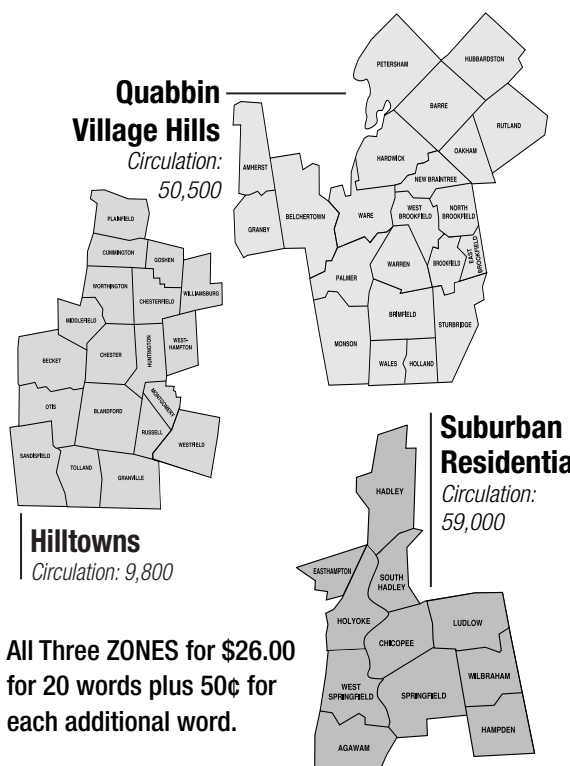 Quabbin
Village Hills
Circulation:
50,500
PETERSHAM
HUBBARDSTON
BARRE
RUTLAND
OAKHAM
HARDWICK
NEW BRAINTREE
AMHERST
GRANBY
BELCHERTOWN
WARE
WEST
BROOKFIELD
NORTH
BROOKFIELD
EAST
BROOKFIELD
BROOKFIELD
WARREN
PALMER
BRIMFIELD
STURBRIDGE
MONSON
WALES
HOLLAND
PLAINFIELD
CUMMINGTON
GOSHEN
WORTHINGTON
CHESTERFIELD
WILLIAMSBURG
MIDDLEFIELD
WEST-
HAMPTON
HUNTINGTON
CHESTER
BECKET
MONTGOMERY
OTIS
BLANDFORD
RUSSELL
WESTFIELD
SANDISFIELD
TOLLAND
GRANVILLE
Hilltowns
Circulation: 9,800
Suburban
Residentia
Circulation:
59,000
HADLEY
EASTHAMPTON
SOUTH
HADLEY
HOLYOKE
CHICOPEE
LUDLOW
WEST
SPRINGFIELD
SPRINGFIELD
WILBRAHAM
HAMPDEN
AGAWAM
All Three ZONES for $26.00
for 20 words plus 50¢ for
each additional word.